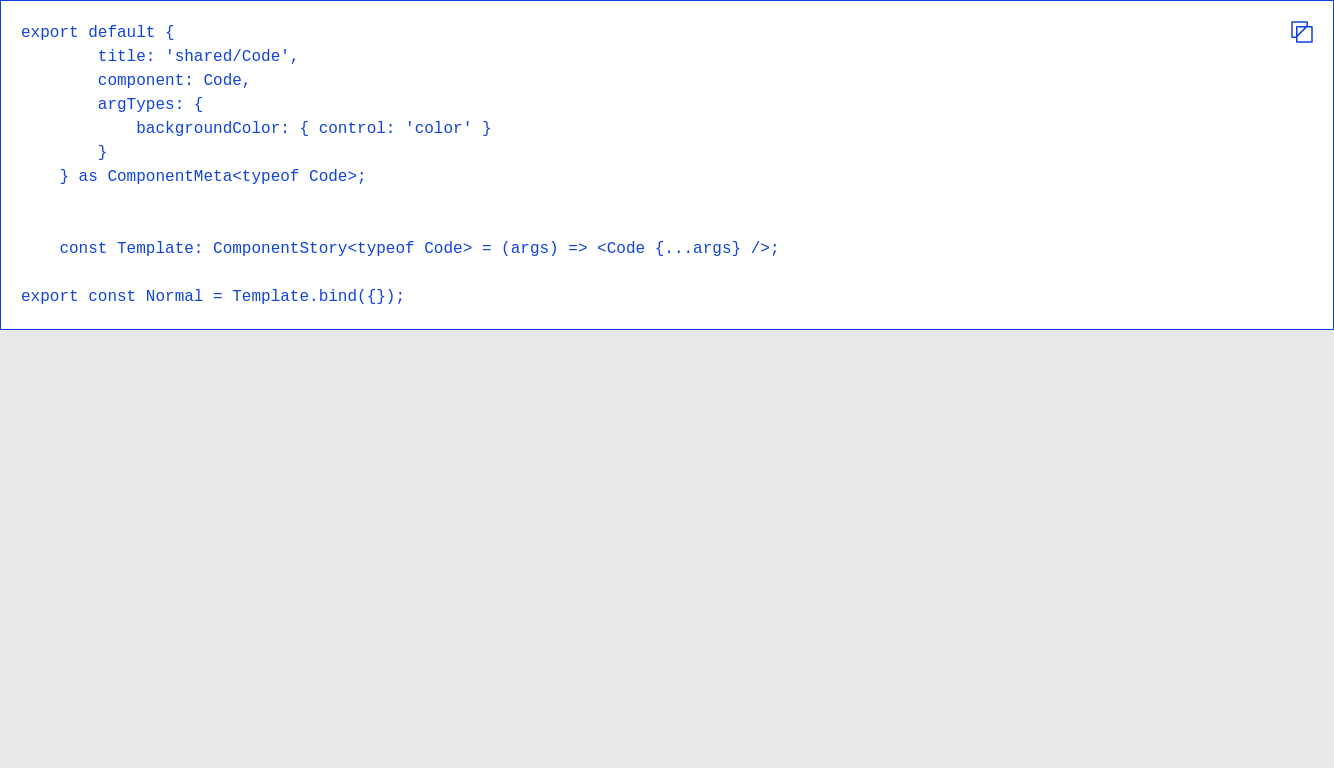 export default {
        title: 'shared/Code',
        component: Code,
        argTypes: {
            backgroundColor: { control: 'color' }
        }
    } as ComponentMeta<typeof Code>;
    const Template: ComponentStory<typeof Code> = (args) => <Code {...args} />;
export const Normal = Template.bind({});